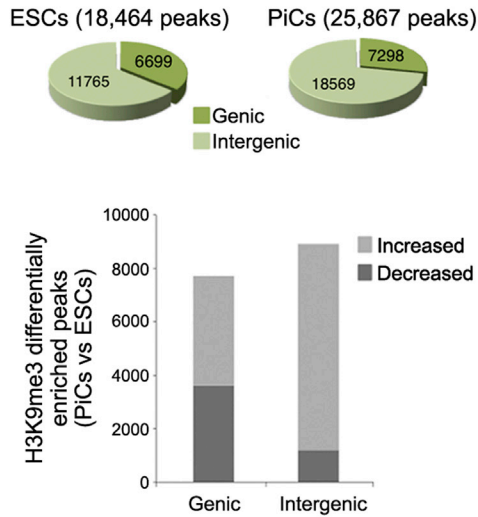 ESCs (18,464 peaks)
PiCs (25,867 peaks)
6699
11765
7298
18569
Genic
Intergenic
H3K9me3 differentially
enriched peaks
(PiCs vs ESCs)
10000
8000
6000
4000
2000
0
Increased
Decreased
Genic
Intergenic